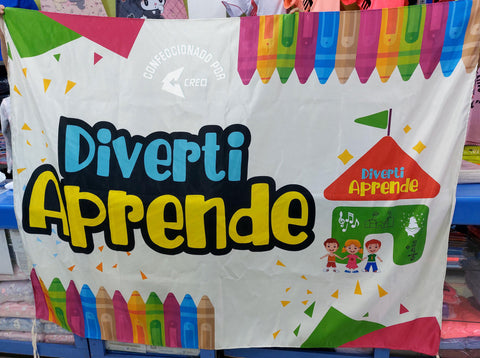 CONFECCIONADO POR
CREO
Diverti
Aprende
Diverti
Aprende